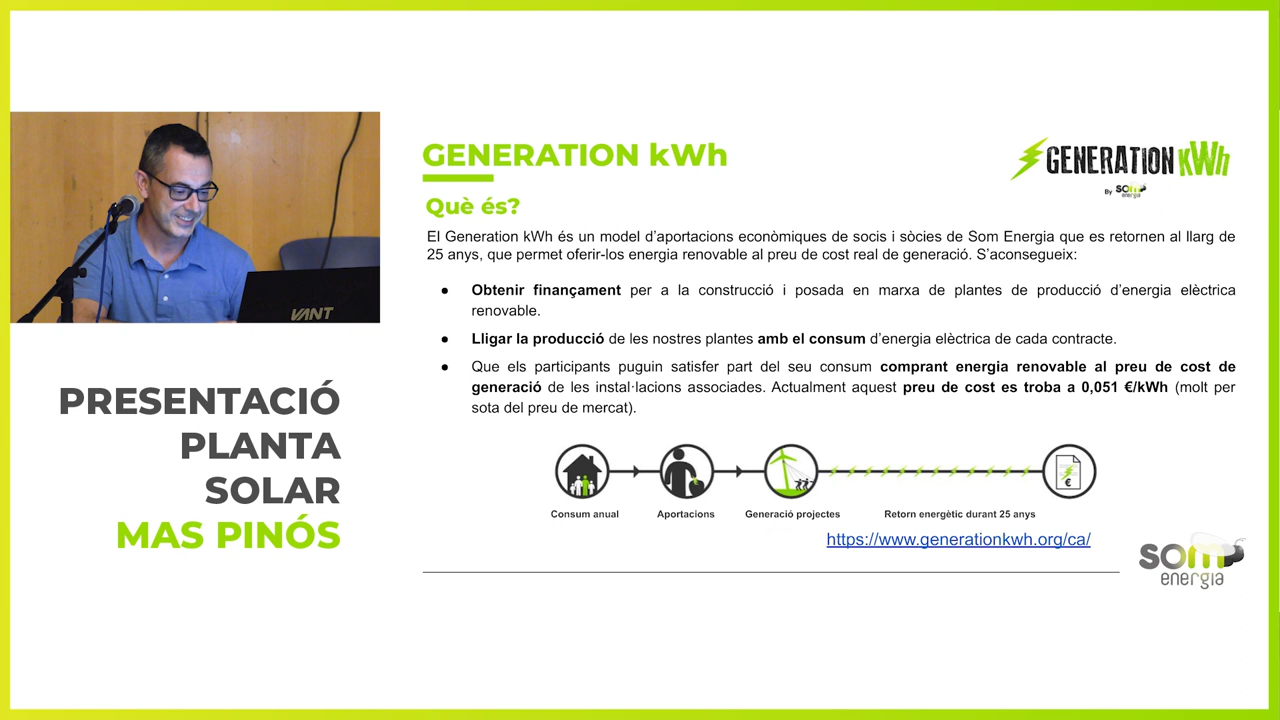 VANT
PRESENTACIÓ
PLANTA
SOLAR
MAS PINÓS
GENERATION kWh
GENERATION kWh
By som energia
Què és?
El Generation kWh és un model d'aportacions econòmiques de socis i sòcies de Som Energia que es retornen al llarg de
25 anys, que permet oferir-los energia renovable al preu de cost real de generació. S'aconsegueix:
● Obtenir finançament per a la construcció i posada en marxa de plantes de producció d'energia elèctrica
renovable.
● Lligar la producció de les nostres plantes amb el consum d'energia elèctrica de cada contracte.
● Que els participants puguin satisfer part del seu consum comprant energia renovable al preu de cost de
generació de les instal·lacions associades. Actualment aquest preu de cost es troba a 0,051 €/kWh (molt per
sota del preu de mercat).
€
Consum anual Aportacions Generació projectes Retorn energètic durant 25 anys
https://www.generationkwh.org/ca/
som
energia